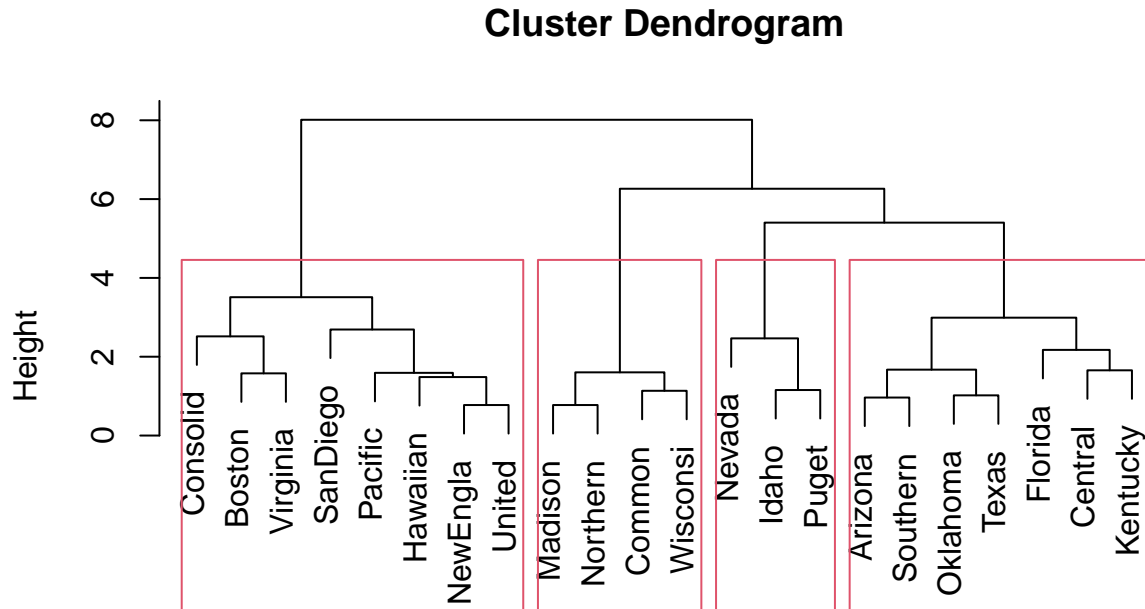 Cluster Dendrogram
Height
8
6
4
2
0
Consolid
Boston
Virginia
SanDiego
Pacific
Hawaiian
NewEngla
United
Madison
Northern
Common
Wisconsi
Nevada
Idaho
Puget
Arizona
Southern
Oklahoma
Texas
Florida
Central
Kentucky